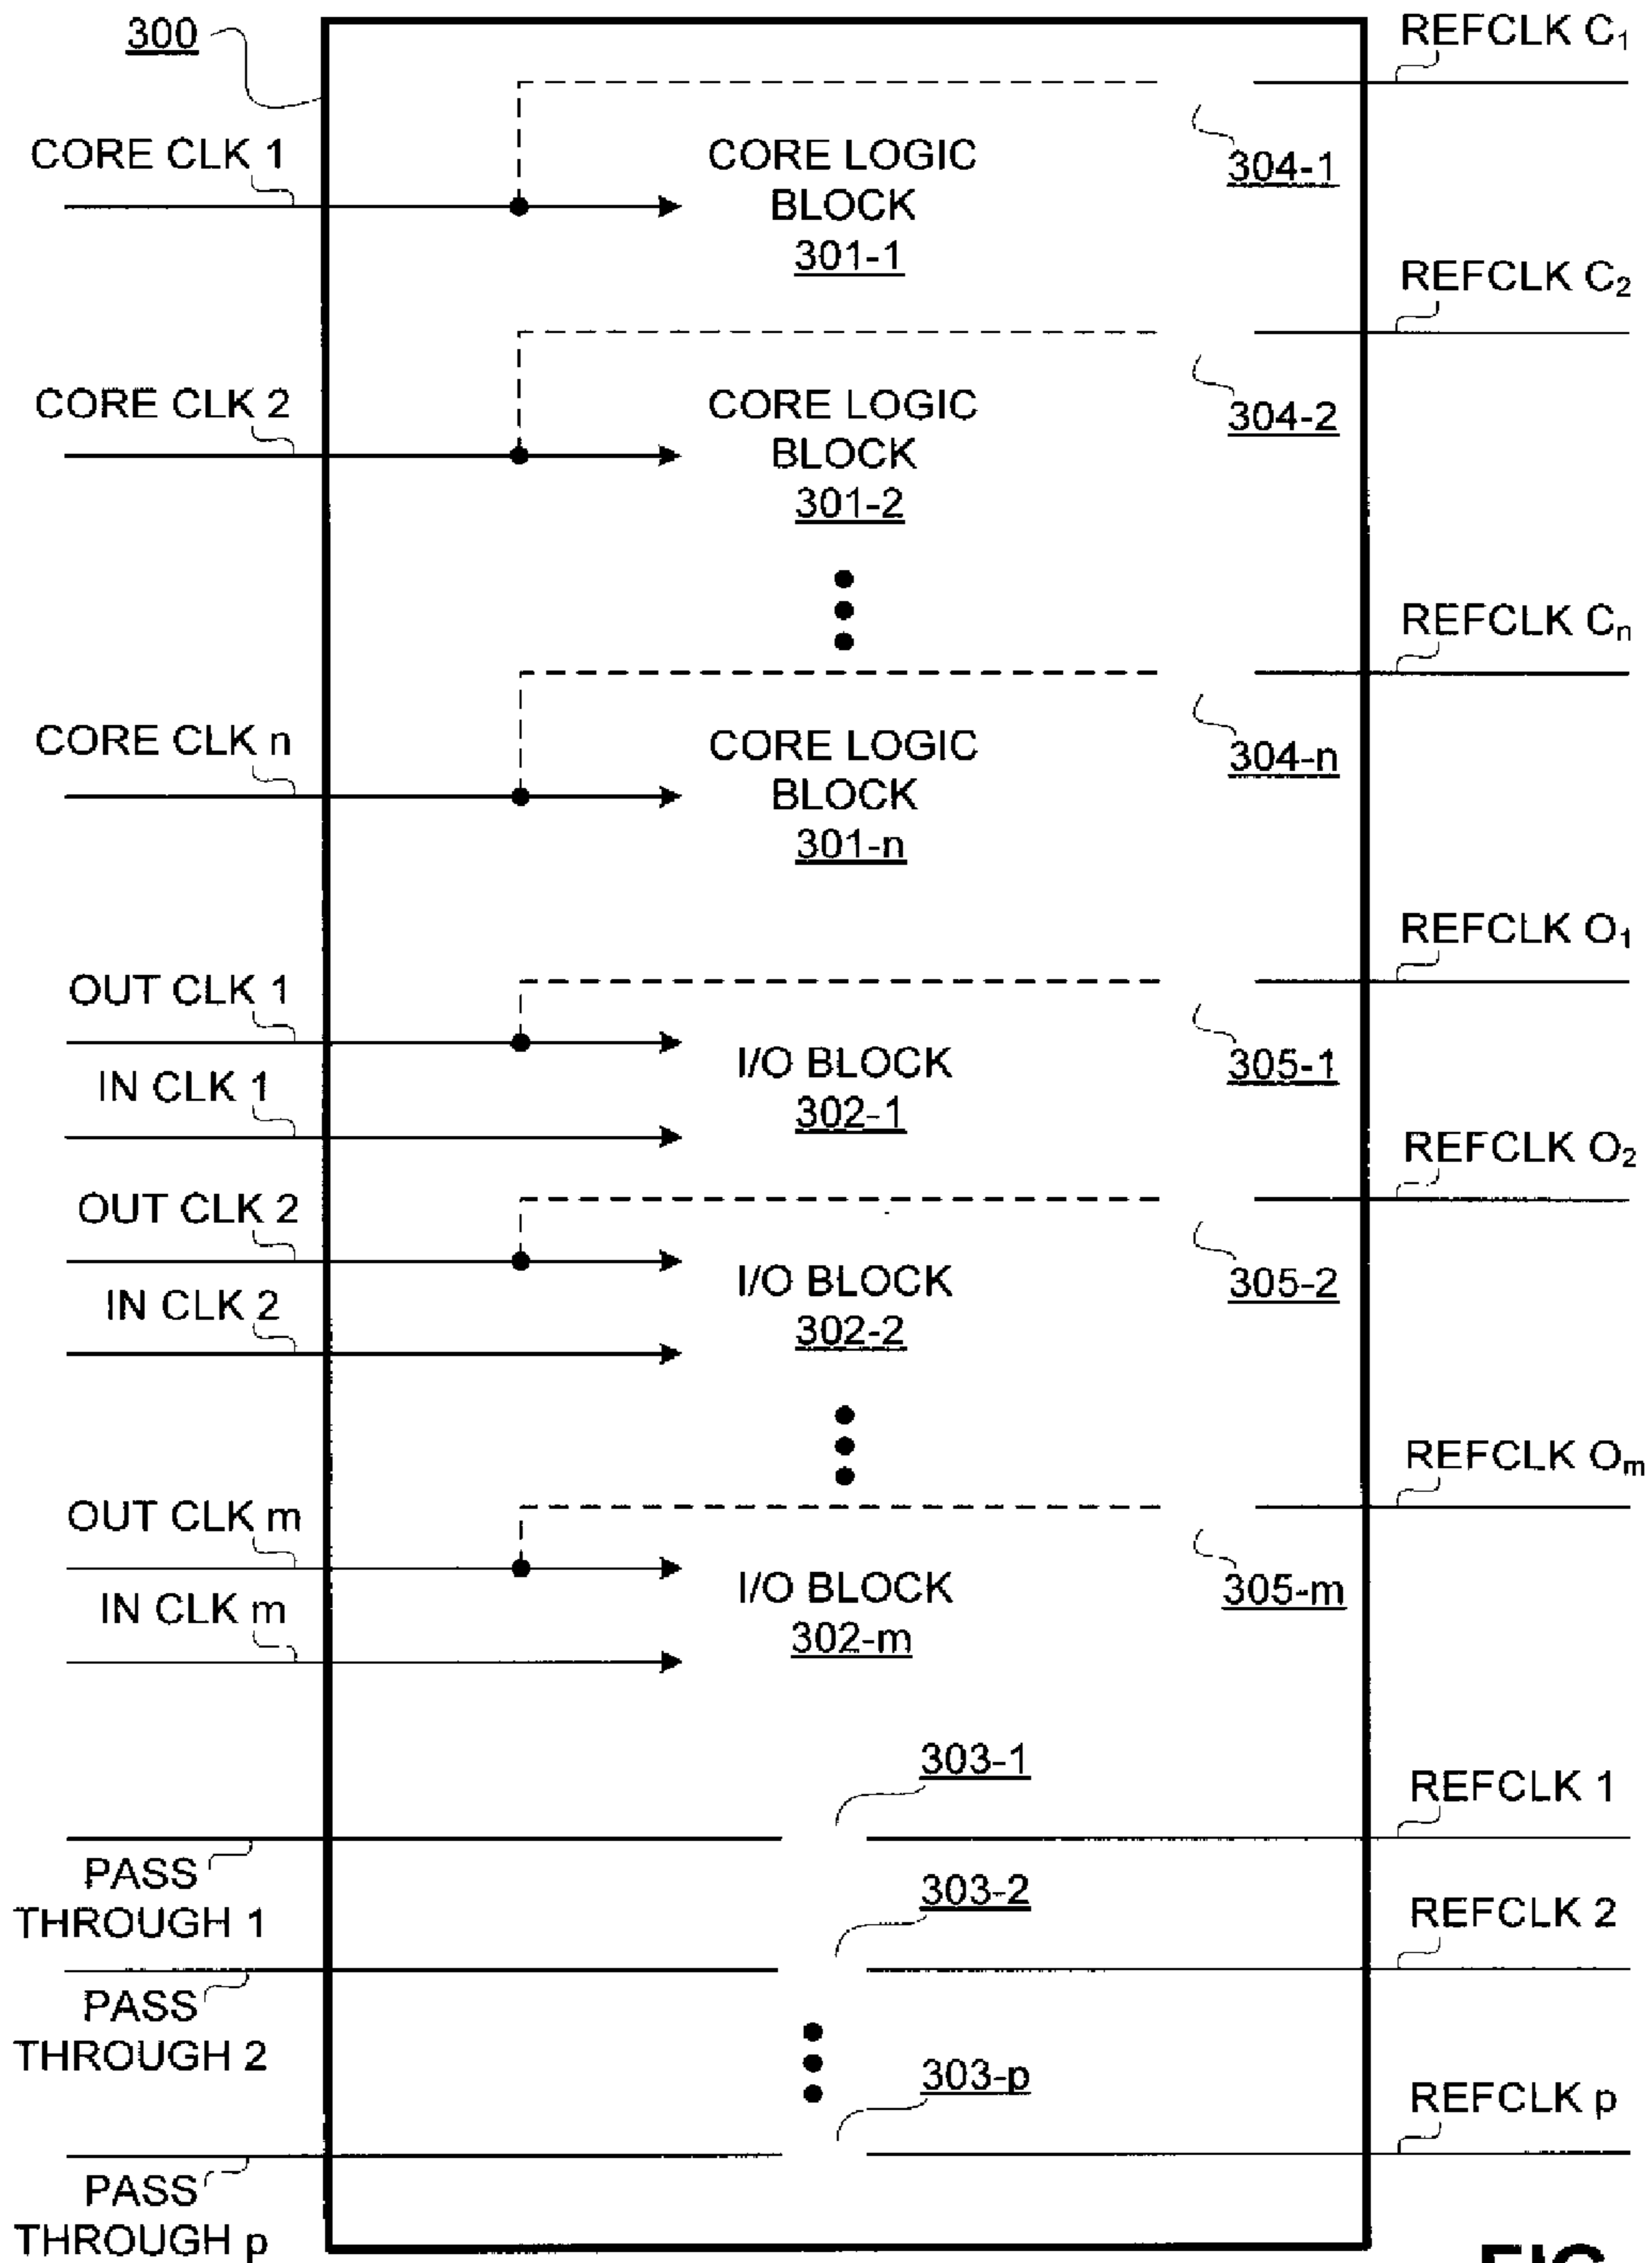 300
REFCLK C1
CORE CLK 1
CORE LOGIC
BLOCK
301-1
304-1
REFCLK C2
CORE CLK 2
CORE LOGIC
BLOCK
301-2
304-2
REFCLK Cn
CORE CLK n
CORE LOGIC
BLOCK
301-n
304-n
REFCLK O1
OUT CLK 1
IN CLK 1
I/O BLOCK
302-1
305-1
REFCLK O2
OUT CLK 2
IN CLK 2
I/O BLOCK
302-2
305-2
REFCLK Om
OUT CLK m
IN CLK m
I/O BLOCK
302-m
305-m
303-1
REFCLK 1
PASS
THROUGH 1
303-2
REFCLK 2
PASS
THROUGH 2
303-p
REFCLK p
PASS
THROUGH p
FIG